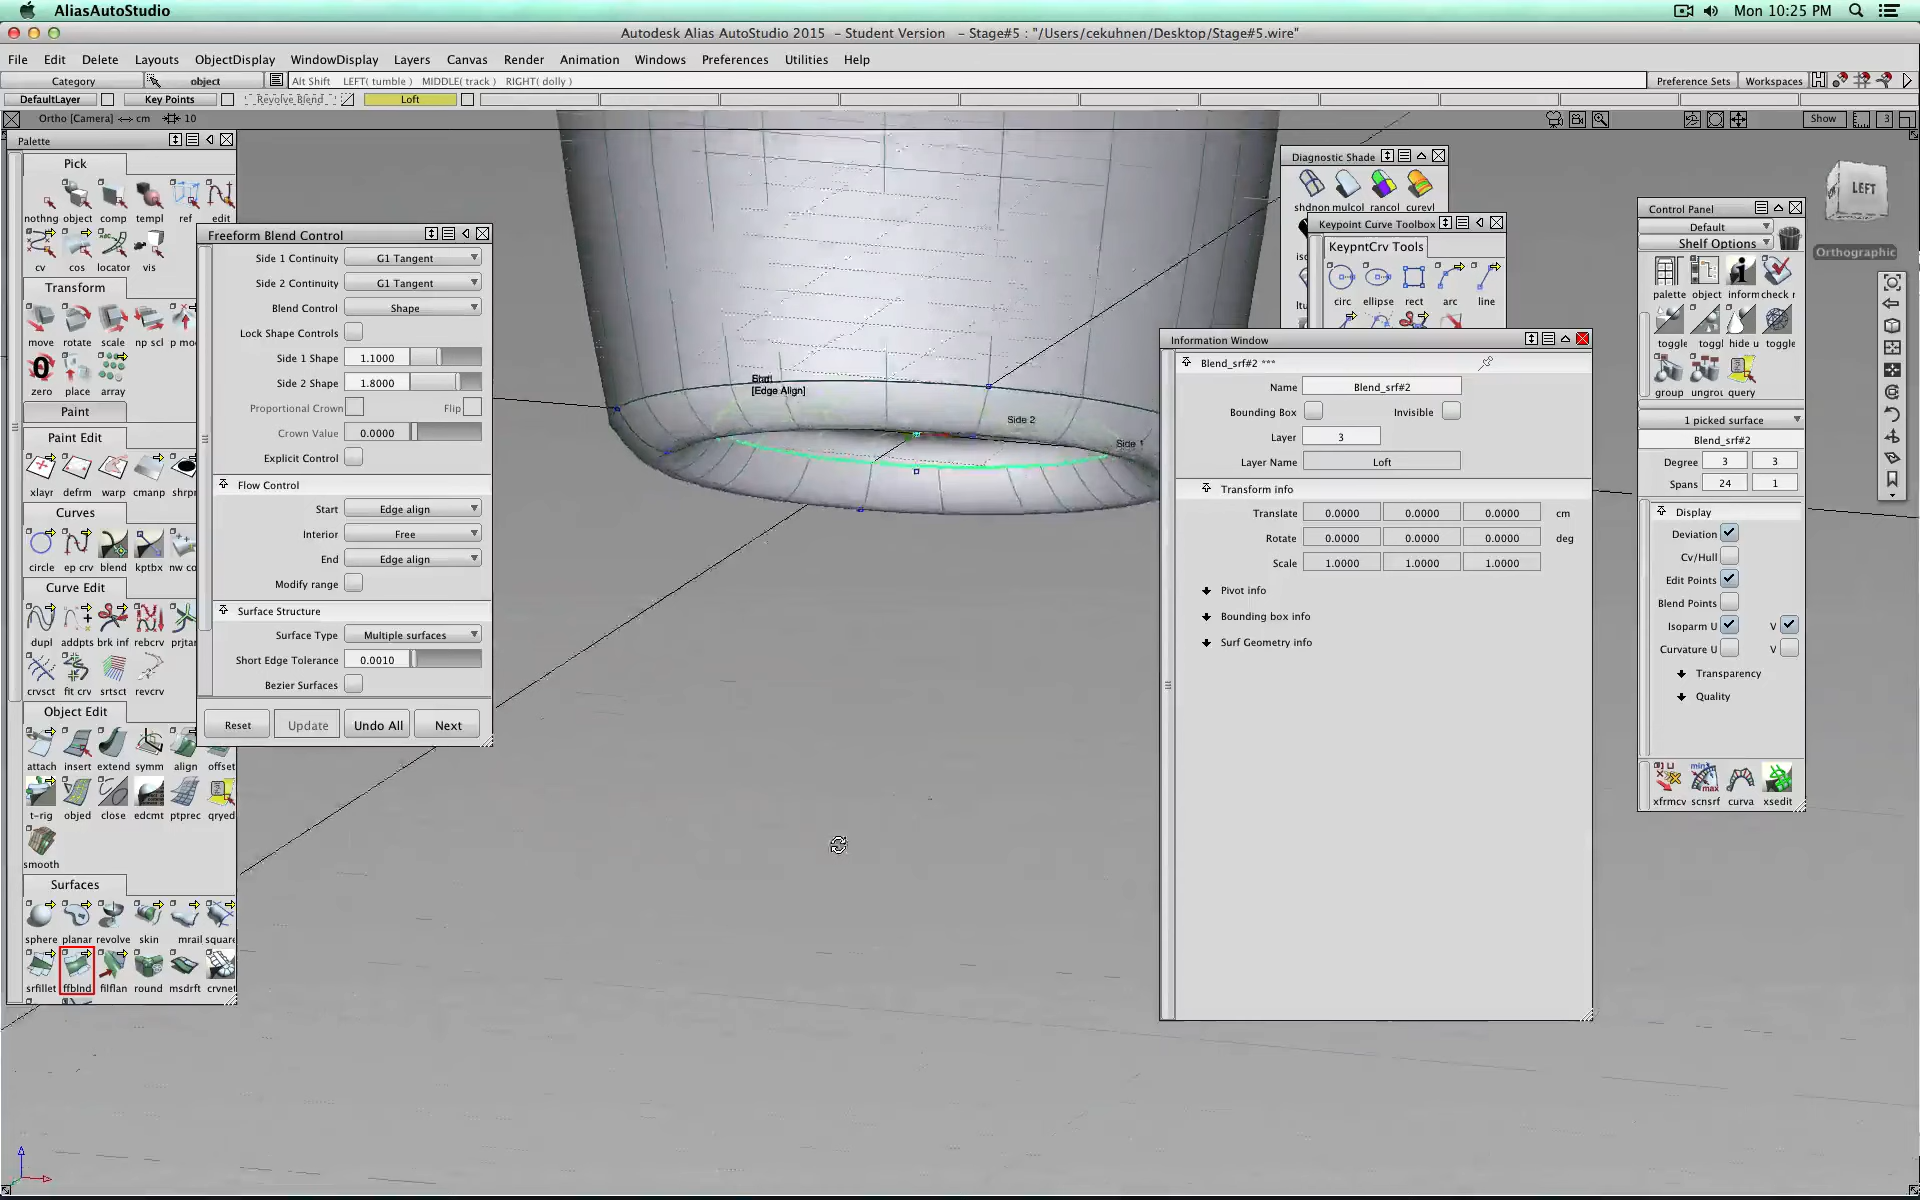 AliasAutoStudio
Mon 10:25 PM
Autodesk Alias AutoStudio 2015 - Student Version - Stage#5 : "/Users/cekuhnen/Desktop/Stage#5.wire"
File Edit Delete Layouts ObjectDisplay WindowDisplay Layers Canvas Render Animation Windows Preferences Utilities Help
Category object Alt Shift LEFT( tumble ) MIDDLE( track ) RIGHT( dolly ) Preference Sets Workspaces
DefaultLayer Key Points Revolve Blend Loft
Ortho [Camera] cm 10 Show 3
Palette
Pick
nothng object comp templ ref edit
cv cos locator vis
Transform
move rotate scale np scl p mo
zero place array
Paint
Paint Edit
xlayr defrm warp cmanp shrpr
Curves
circle ep crv blend kptbx nw co
Curve Edit
dupl addpts brk inf rebcrv prjtar
crvsct fit crv srtsct revcrv
Object Edit
attach insert extend symm align offset
t-rig objed close edcmt ptprec qryed
smooth
Surfaces
sphere planar revolve skin mrail square
srfillet ffblnd filflan round msdrft crvnet
Freeform Blend Control
Side 1 Continuity G1 Tangent
Side 2 Continuity G1 Tangent
Blend Control Shape
Lock Shape Controls
Side 1 Shape 1.1000
Side 2 Shape 1.8000
Proportional Crown Flip
Crown Value 0.0000
Explicit Control
Flow Control
Start Edge align
Interior Free
End Edge align
Modify range
Surface Structure
Surface Type Multiple surfaces
Short Edge Tolerance 0.0010
Bezier Surfaces
Reset Update Undo All Next
[Edge Align]
Side 2
Side 1
Diagnostic Shade
shdnon mulcol rancol curevl
Keypoint Curve Toolbox
KeypntCrv Tools
circ ellipse rect arc line
Information Window
Blend_srf#2 ***
Name Blend_srf#2
Bounding Box Invisible
Layer 3
Layer Name Loft
Transform info
Translate 0.0000 0.0000 0.0000 cm
Rotate 0.0000 0.0000 0.0000 deg
Scale 1.0000 1.0000 1.0000
Pivot info
Bounding box info
Surf Geometry info
Control Panel
Default
Shelf Options
palette object inform check r
toggle toggl hide u toggle
group ungrou query
1 picked surface
Blend_srf#2
Degree 3 3
Spans 24 1
Display
Deviation
Cv/Hull
Edit Points
Blend Points
Isoparm U V
Curvature U V
Transparency
Quality
xfrmcv scnsrf curva xsedit
LEFT
Orthographic